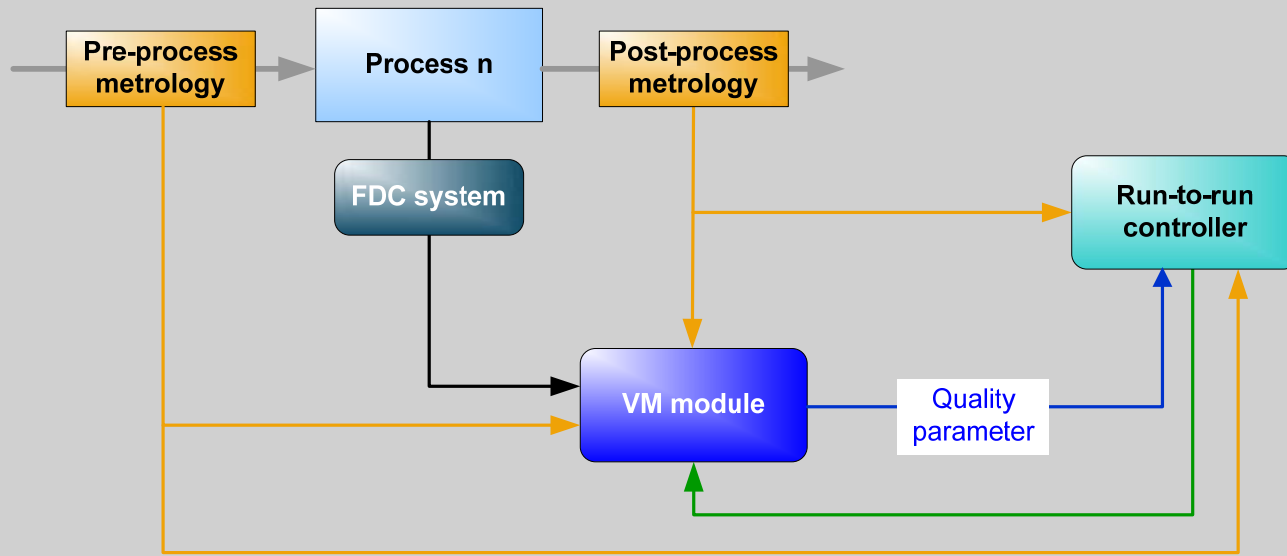 Pre-process
metrology
Process n
Post-process
metrology
FDC system
Run-to-run
controller
VM module
Quality
parameter